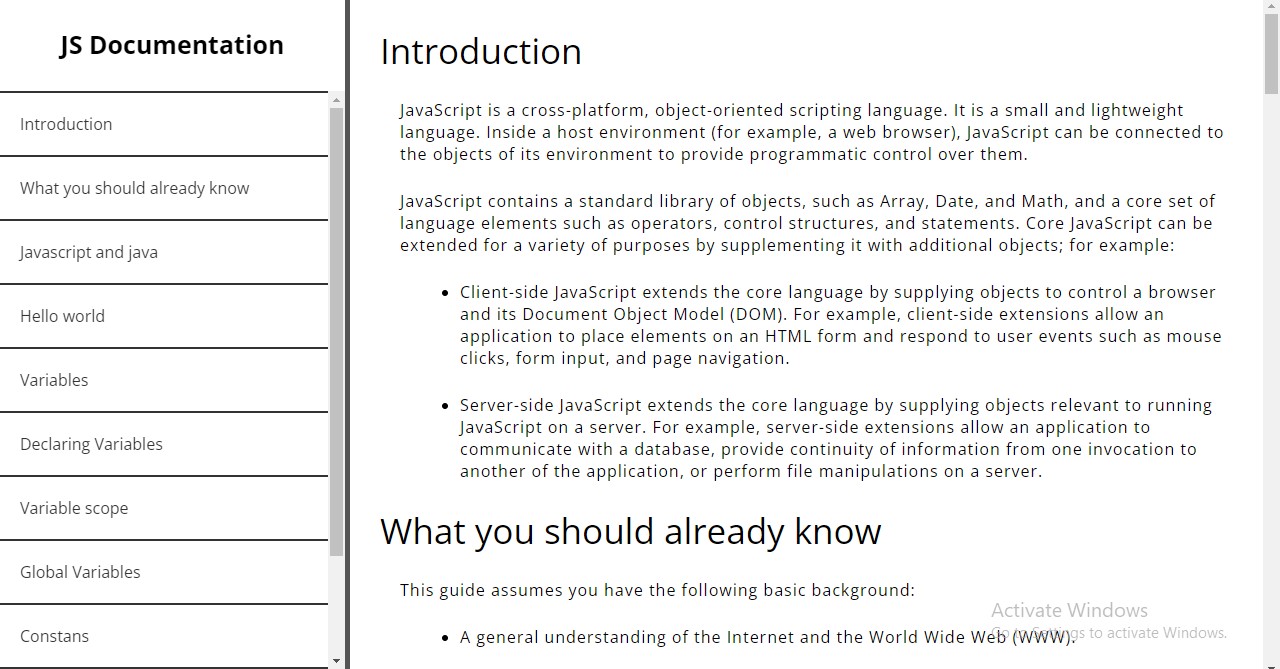 JS Documentation
Introduction
What you should already know
Javascript and java
Hello world
Variables
Declaring Variables
Variable scope
Global Variables
Constans
Introduction
JavaScript is a cross-platform, object-oriented scripting language. It is a small and lightweight
language. Inside a host environment (for example, a web browser), JavaScript can be connected to
the objects of its environment to provide programmatic control over them.
JavaScript contains a standard library of objects, such as Array, Date, and Math, and a core set of
language elements such as operators, control structures, and statements. Core JavaScript can be
extended for a variety of purposes by supplementing it with additional objects; for example:
• Client-side JavaScript extends the core language by supplying objects to control a browser
and its Document Object Model (DOM). For example, client-side extensions allow an
application to place elements on an HTML form and respond to user events such as mouse
clicks, form input, and page navigation.
• Server-side JavaScript extends the core language by supplying objects relevant to running
JavaScript on a server. For example, server-side extensions allow an application to
communicate with a database, provide continuity of information from one invocation to
another of the application, or perform file manipulations on a server.
What you should already know
This guide assumes you have the following basic background:
• A general understanding of the Internet and the World Wide Web (WWW).
Activate Windows
Go to Settings to activate Windows.